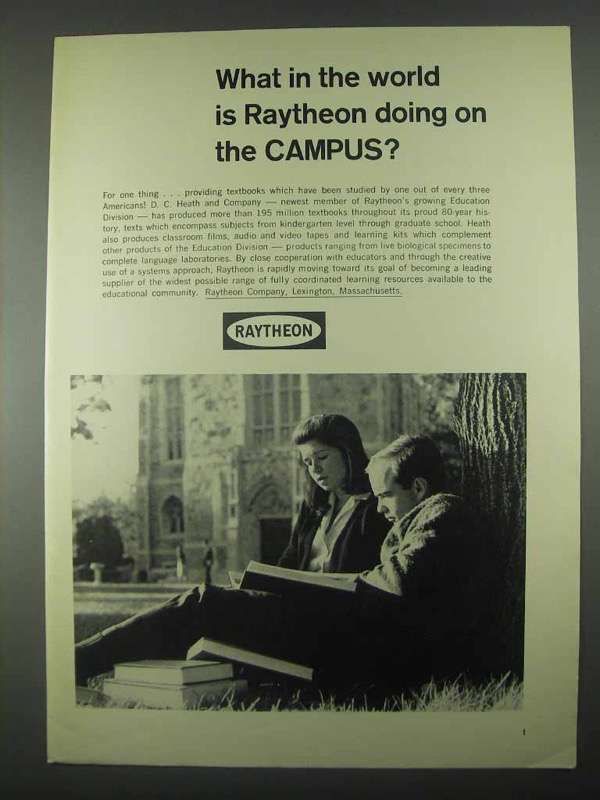 What in the world
is Raytheon doing on
the CAMPUS?
For one thing . . . providing textbooks which have been studied by one out of every three
Americans! D. C. Heath and Company — newest member of Raytheon's growing Education
Division — has produced more than 195 million textbooks throughout its proud 80-year his-
tory, texts which encompass subjects from kindergarten level through graduate school. Heath
also produces classroom films, audio and video tapes and learning kits which complement
other products of the Education Division — products ranging from live biological specimens to
complete language laboratories. By close cooperation with educators and through the creative
use of a systems approach, Raytheon is rapidly moving toward its goal of becoming a leading
supplier of the widest possible range of fully coordinated learning resources available to the
educational community. Raytheon Company, Lexington, Massachusetts.
RAYTHEON
1